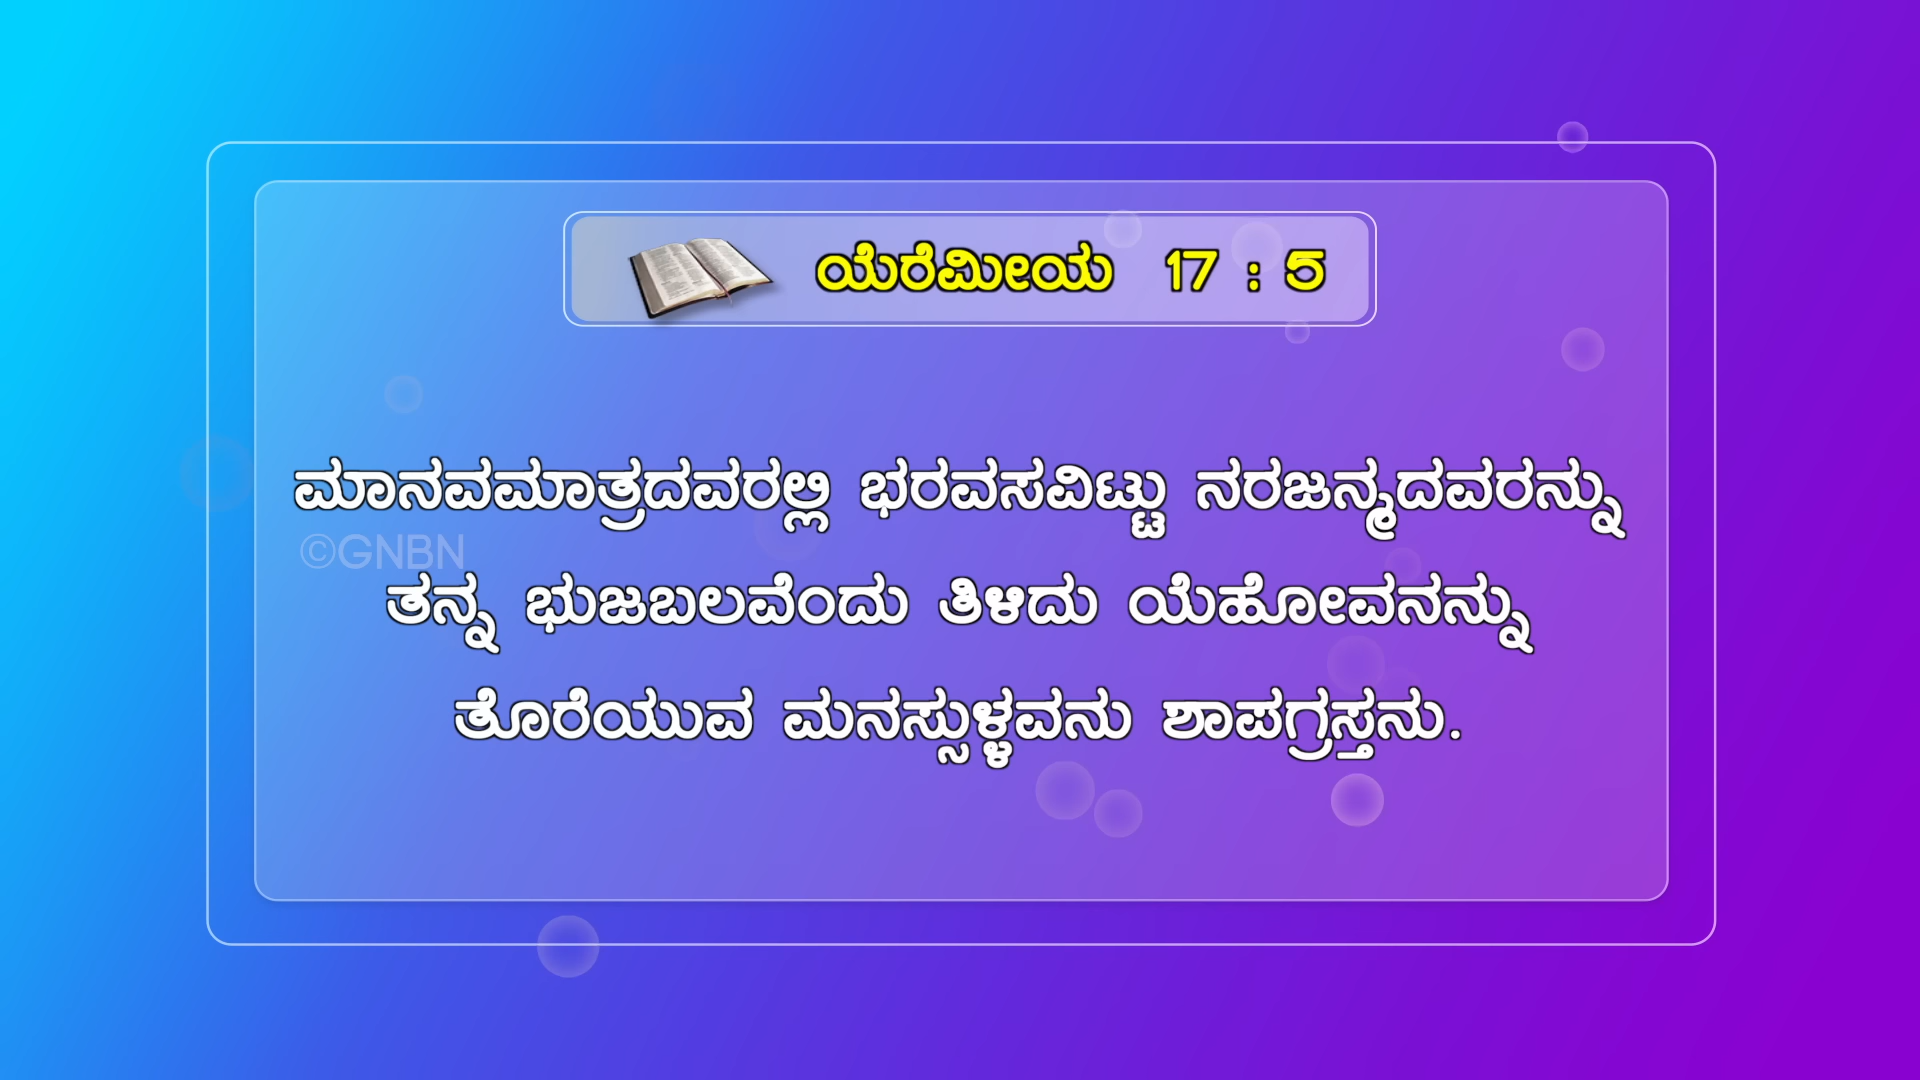 ಯೆರೆಮೀಯ 17 : 5
ಮಾನವಮಾತ್ರದವರಲ್ಲಿ ಭರವಸವಿಟ್ಟು ನರಜನ್ಮದವರನ್ನು
©GNBN
ತನ್ನ ಭುಜಬಲವೆಂದು ತಿಳಿದು ಯೆಹೋವನನ್ನು
ತೊರೆಯುವ ಮನಸ್ಸುಳ್ಳವನು ಶಾಪಗ್ರಸ್ತನು.